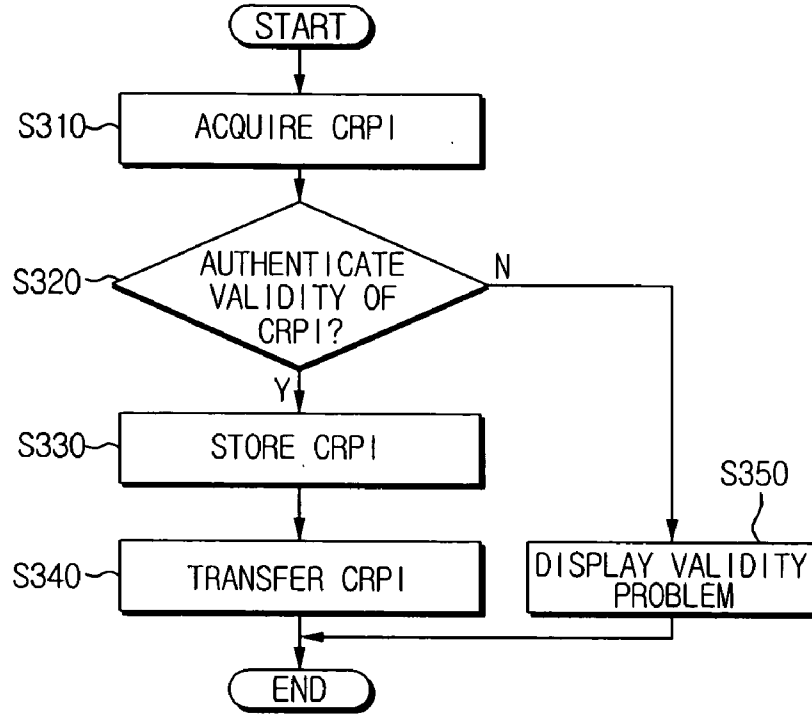 START
S310
ACQUIRE CRPI
S320
AUTHENTICATE
VALIDITY OF
CRPI?
N
Y
S330
STORE CRPI
S350
S340
TRANSFER CRPI
DISPLAY VALIDITY
PROBLEM
END